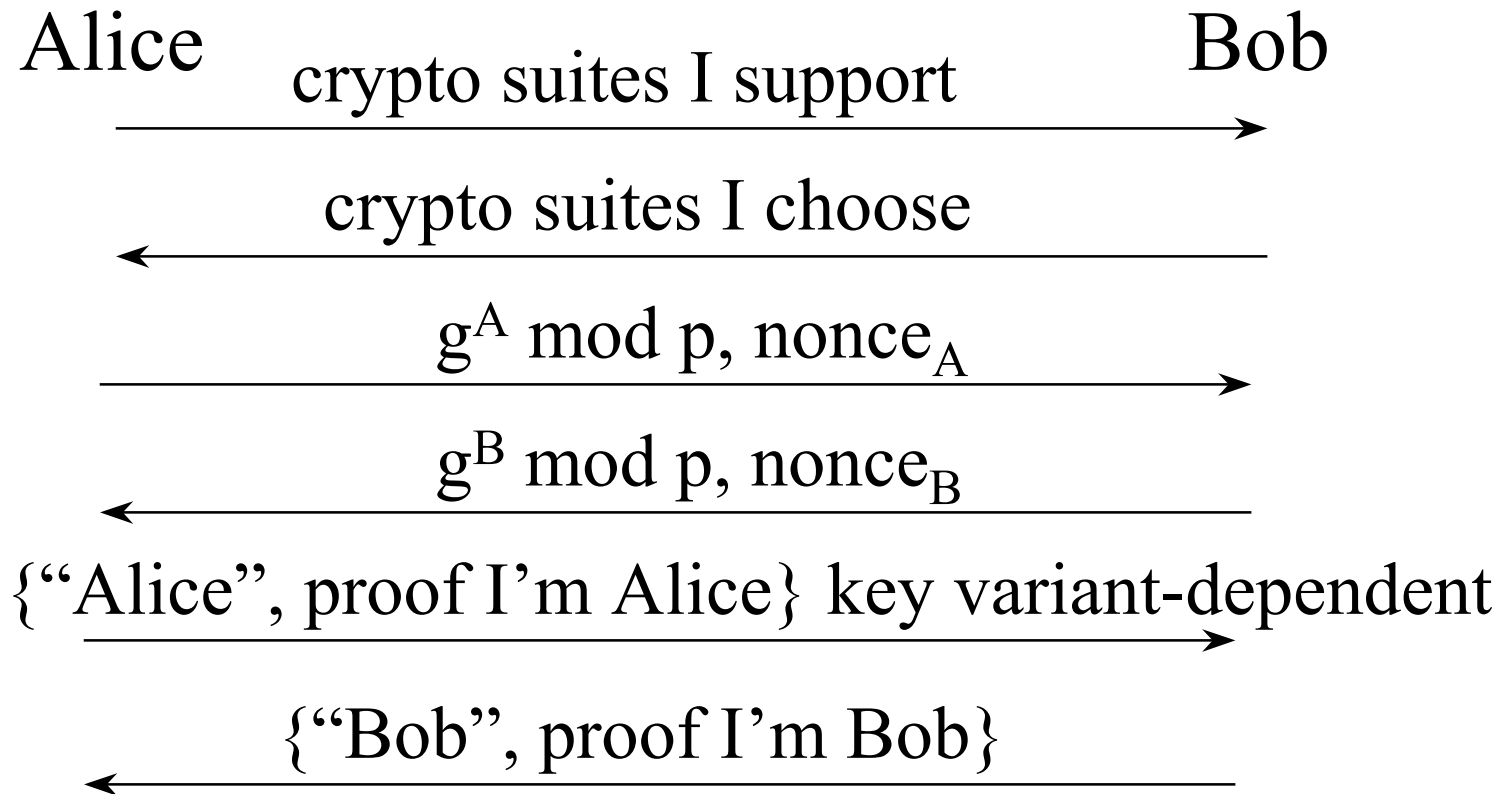 Alice
Bob
crypto suites I support
crypto suites I choose
g^A mod p, nonce_A
g^B mod p, nonce_B
{“Alice”, proof I’m Alice} key variant-dependent
{“Bob”, proof I’m Bob}